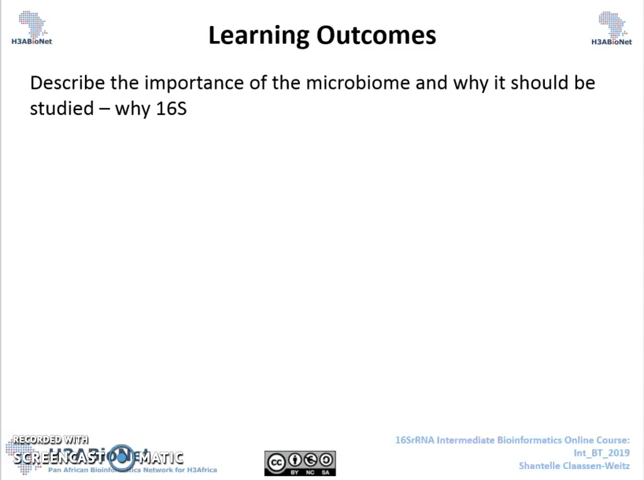 H3ABioNet
Learning Outcomes
H3ABioNet
Describe the importance of the microbiome and why it should be
studied – why 16S
RECORDED WITH
SCREENCAST MATIC
H3ABioNet
Pan African Bioinformatics Network for H3Africa
CC BY NC SA
16SrRNA Intermediate Bioinformatics Online Course:
Int_BT_2019
Shantelle Claassen-Weitz